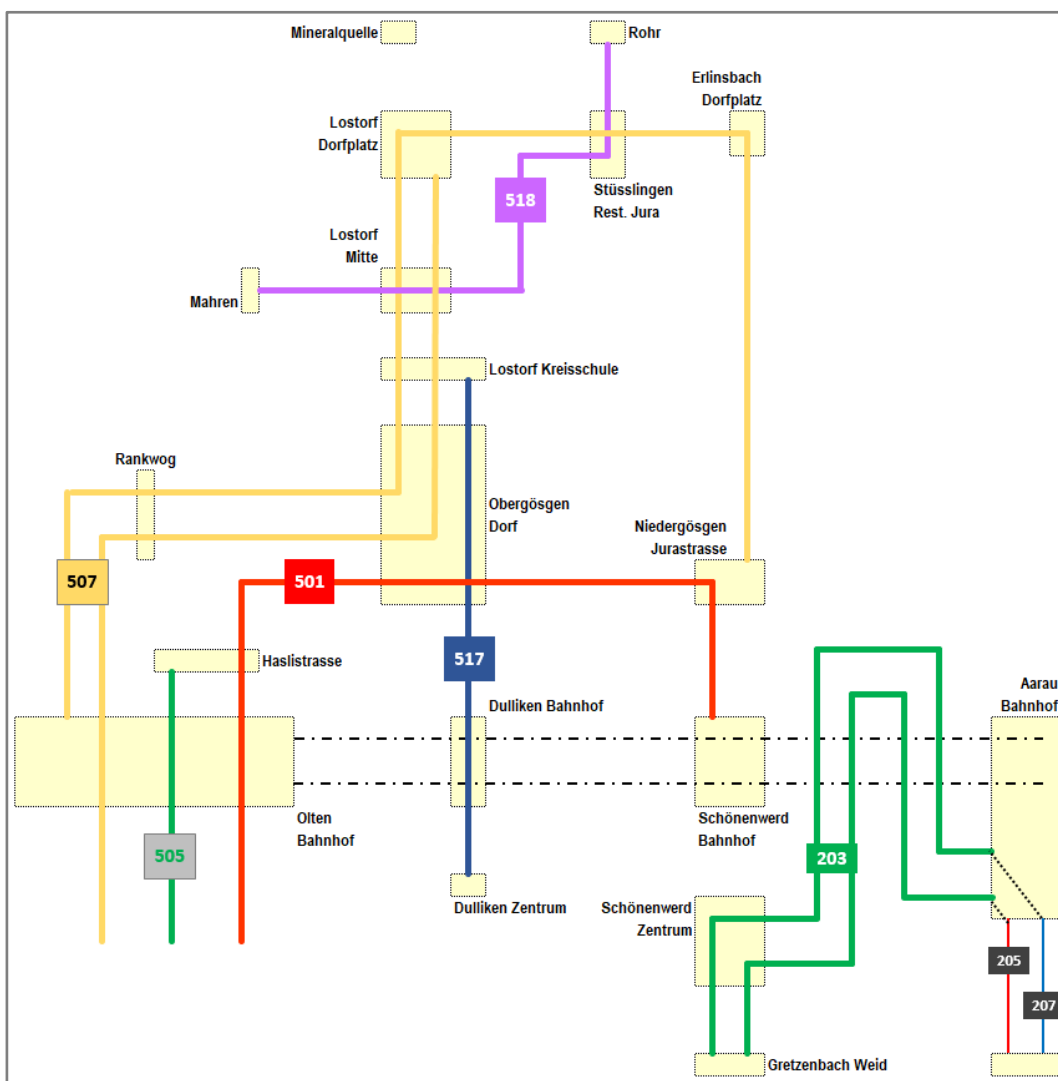 Mineralquelle
Rohr
Erlinsbach
Dorfplatz
Lostorf
Dorfplatz
518
Stüsslingen
Rest. Jura
Lostorf
Mitte
Mahren
Lostorf Kreisschule
Rankwog
Obergösgen
Dorf
Niedergösgen
Jurastrasse
507
501
517
Haslistrasse
Dulliken Bahnhof
Aarau
Bahnhof
Olten
Bahnhof
Schönenwerd
Bahnhof
505
203
Dulliken Zentrum
Schönenwerd
Zentrum
205
207
Gretzenbach Weid